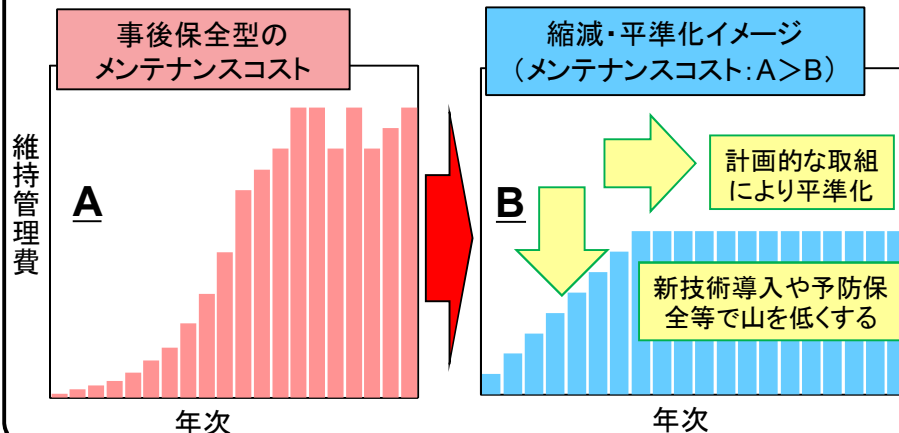 事後保全型の
メンテナンスコスト
縮減・平準化イメージ
（メンテナンスコスト：A＞B）
維持管理費
A
B
計画的な取組
により平準化
新技術導入や予防保
全等で山を低くする
年次
年次